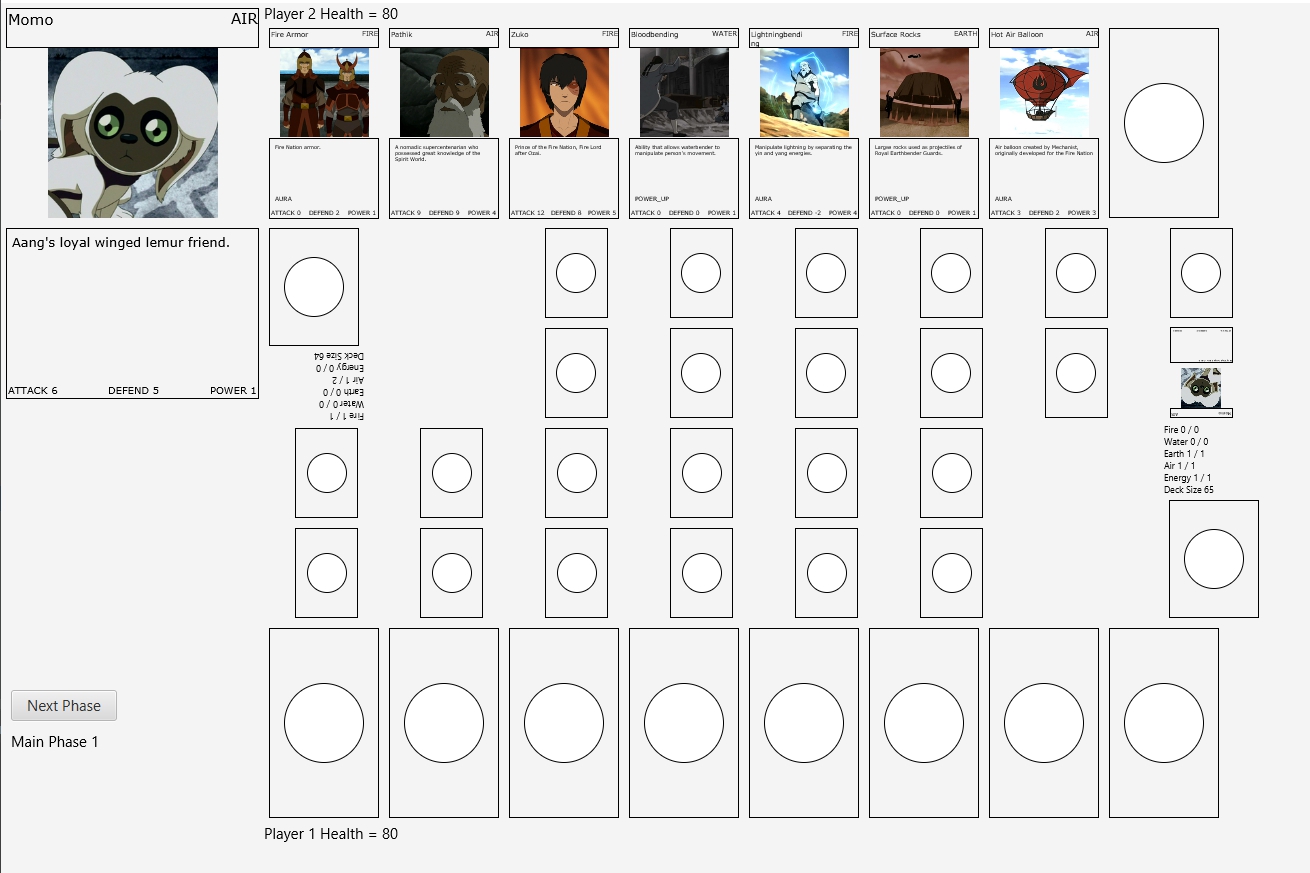 Momo AIR
Aang's loyal winged lemur friend.
ATTACK 6 DEFEND 5 POWER 1
Next Phase
Main Phase 1
Player 2 Health = 80
Fire Armor FIRE
Fire Nation armor.
AURA
ATTACK 0 DEFEND 2 POWER 1
Pathik AIR
A nomadic supercentenarian who
possessed great knowledge of the
Spirit World.
ATTACK 9 DEFEND 9 POWER 4
Zuko FIRE
Prince of the Fire Nation, Fire Lord
after Ozai.
ATTACK 12 DEFEND 8 POWER 5
Bloodbending WATER
Ability that allows waterbender to
manipulate person's movement.
POWER_UP
ATTACK 0 DEFEND 0 POWER 1
Lightningbendi FIRE
ng
Manipulate lightning by separating the
yin and yang energies.
AURA
ATTACK 4 DEFEND -2 POWER 4
Surface Rocks EARTH
Large rocks used as projectiles of
Royal Earthbender Guards.
POWER_UP
ATTACK 0 DEFEND 0 POWER 1
Hot Air Balloon AIR
Air balloon created by Mechanist,
originally developed for the Fire Nation
AURA
ATTACK 3 DEFEND 2 POWER 3
Fire 1 / 1
Water 0 / 0
Earth 0 / 0
Air 1 / 2
Energy 0 / 0
Deck Size 64
Momo AIR
Fire 0 / 0
Water 0 / 0
Earth 1 / 1
Air 1 / 1
Energy 1 / 1
Deck Size 65
Player 1 Health = 80